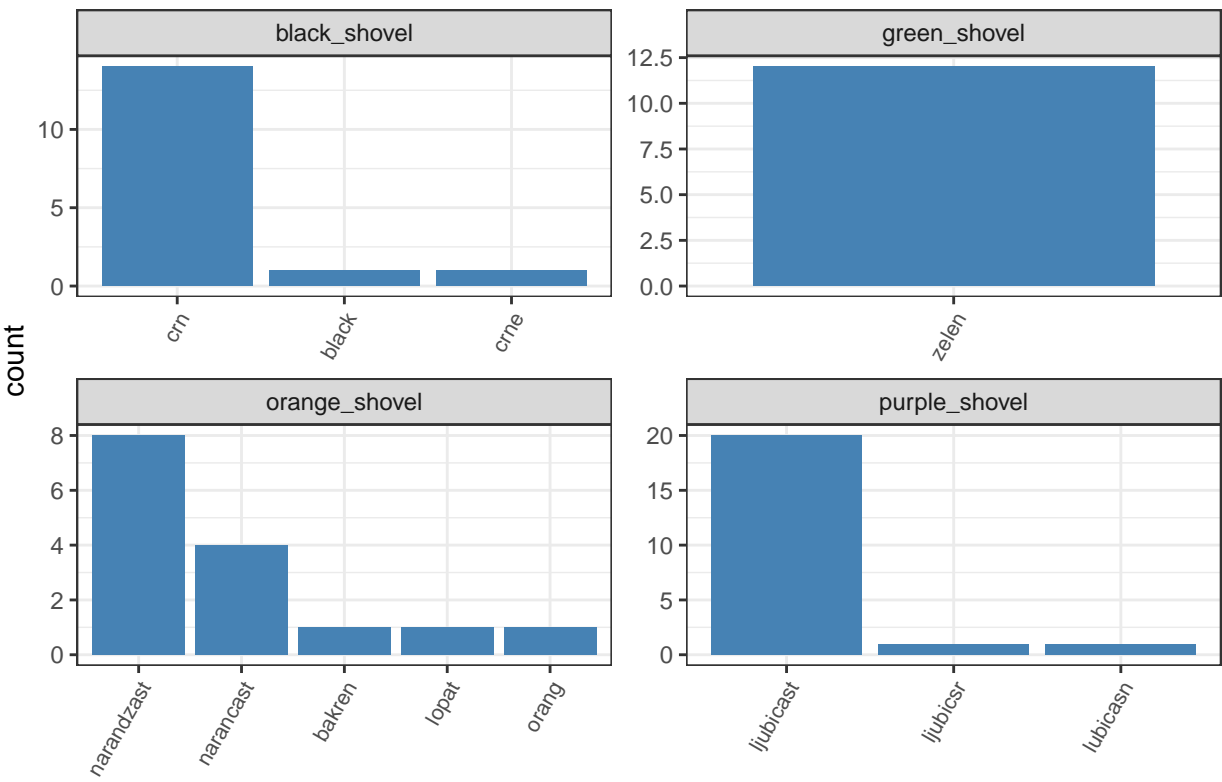 black_shovel
green_shovel
10
5
0
12.5
10.0
7.5
5.0
2.5
0.0
crn
black
crne
zelen
count
orange_shovel
purple_shovel
8
6
4
2
0
20
15
10
5
0
narandzast
narancast
bakren
lopat
orang
ljubicast
ljubicsr
lubicasn